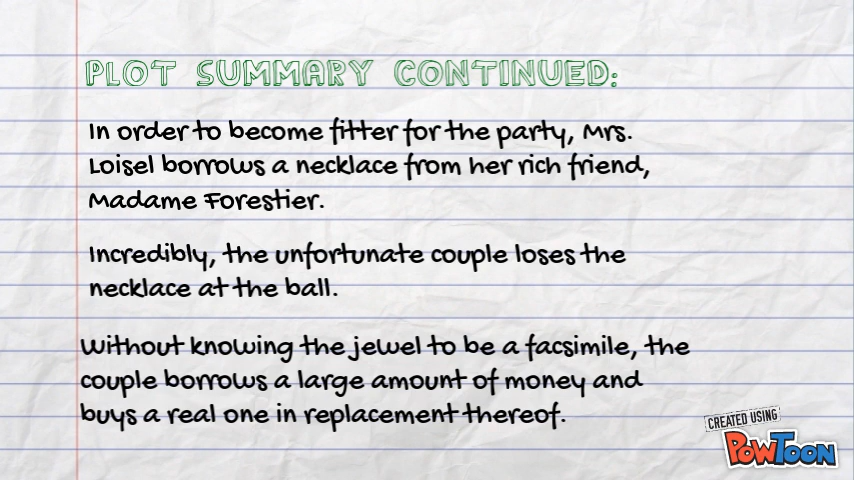 PLOT SUMMARY CONTINUED:
In order to become fitter for the party, Mrs.
Loisel borrows a necklace from her rich friend,
Madame Forestier.
Incredibly, the unfortunate couple loses the
necklace at the ball.
Without knowing the jewel to be a facsimile, the
couple borrows a large amount of money and
buys a real one in replacement thereof.
CREATED USING
POWTOON